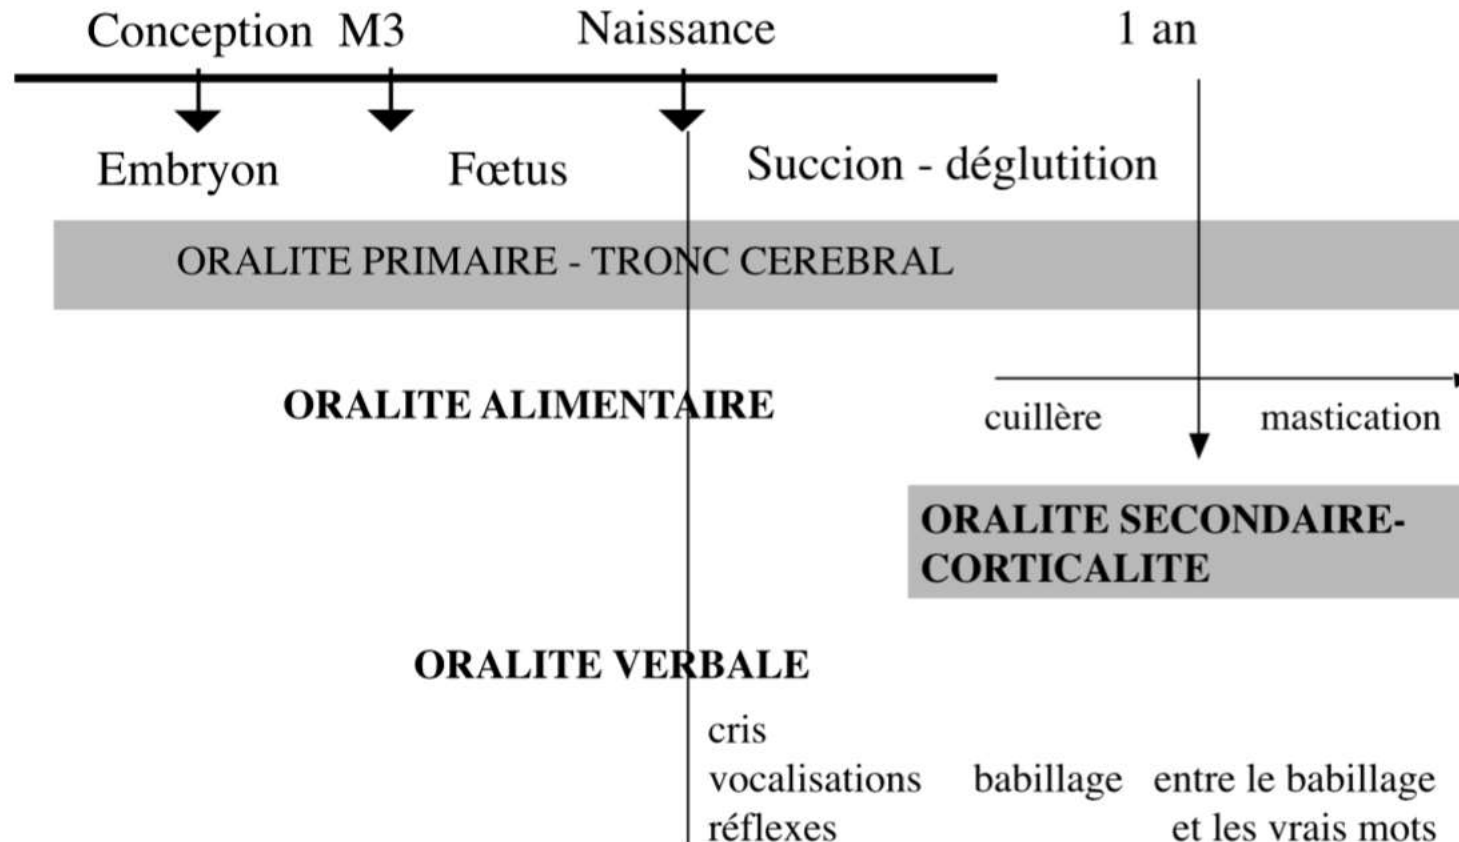 Conception M3 Naissance 1 an
Embryon Fœtus Succion - déglutition
ORALITE PRIMAIRE - TRONC CEREBRAL
ORALITE ALIMENTAIRE
cuillère mastication
ORALITE SECONDAIRE-
CORTICALITE
ORALITE VERBALE
cris
vocalisations babillage entre le babillage
réflexes et les vrais mots